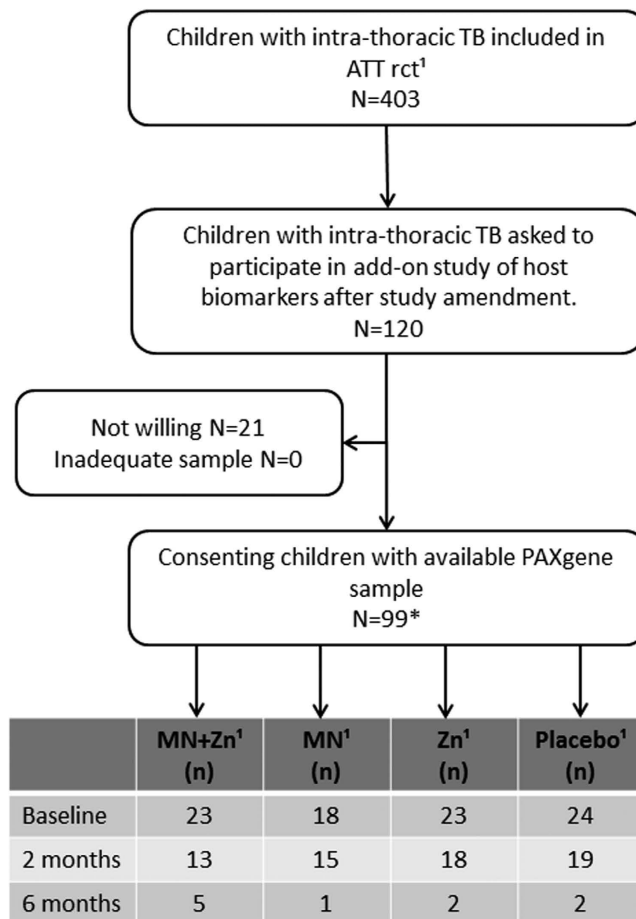 Children with intra-thoracic TB included in
ATT rct¹
N=403
Children with intra-thoracic TB asked to
participate in add-on study of host
biomarkers after study amendment.
N=120
Not willing N=21
Inadequate sample N=0
Consenting children with available PAXgene
sample
N=99*
MN+Zn¹ MN¹ Zn¹ Placebo¹
(n) (n) (n) (n)
Baseline 23 18 23 24
2 months 13 15 18 19
6 months 5 1 2 2